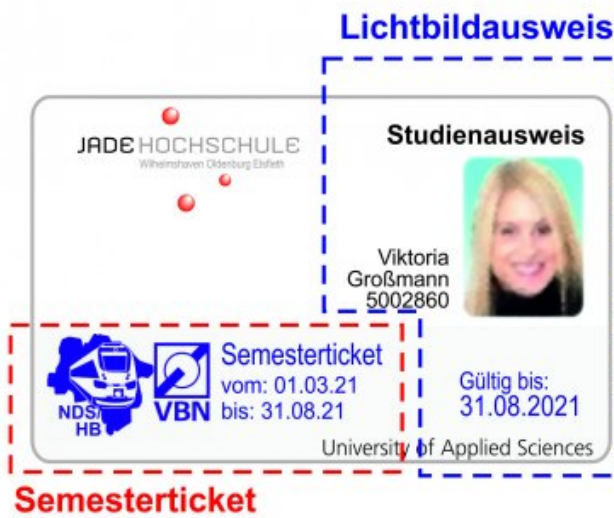 Lichtbildausweis
JADE HOCHSCHULE
Wilhelmshaven Oldenburg Elsfleth
Studienausweis
Viktoria
Großmann
5002860
Semesterticket
vom: 01.03.21
bis: 31.08.21
NDS/
HB
VBN
Gültig bis:
31.08.2021
University of Applied Sciences
Semesterticket